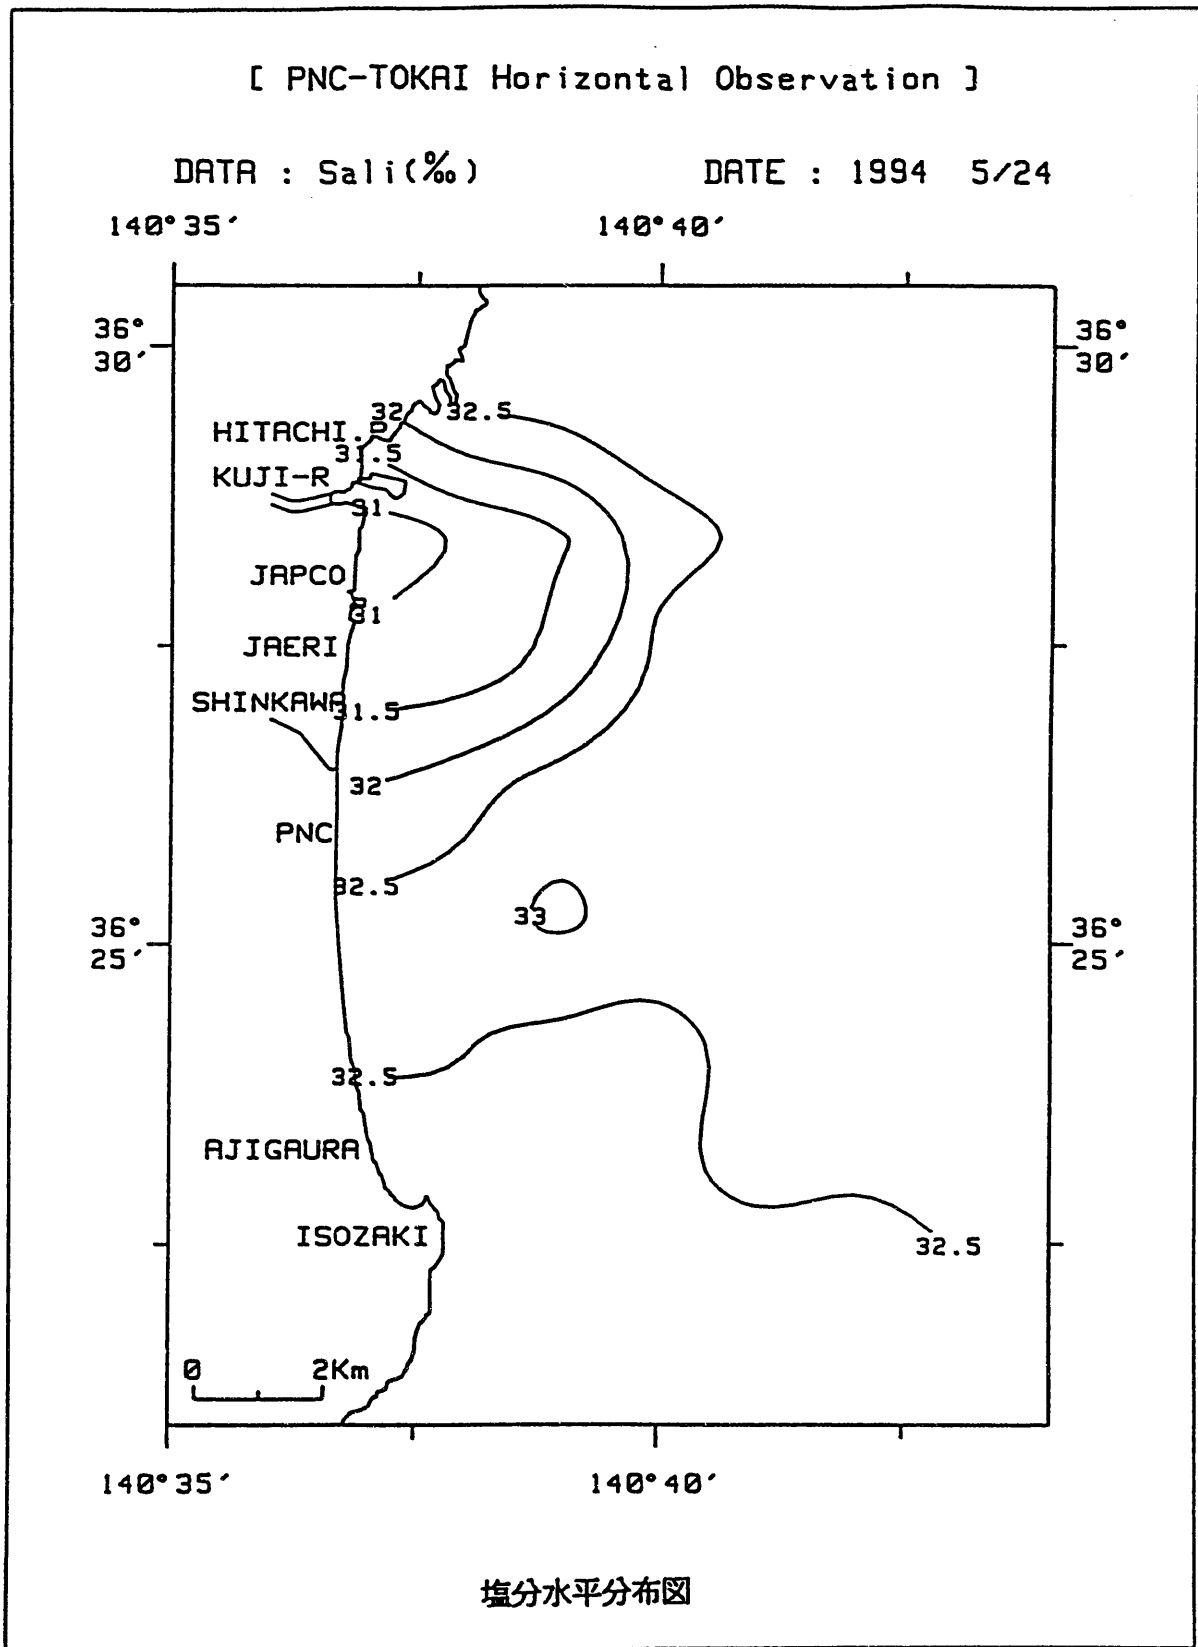 [ PNC-TOKAI Horizontal Observation ]
DATA : Sali(‰)
DATE : 1994 5/24
140°35′
140°40′
36°
30′
36°
30′
32
32.5
HITACHI.P
31.5
KUJI-R
31
JAPCO
31
JAERI
SHINKAWA
31.5
32
PNC
32.5
33
36°
25′
36°
25′
32.5
AJIGAURA
ISOZAKI
32.5
0
2Km
140°35′
140°40′
塩分水平分布図